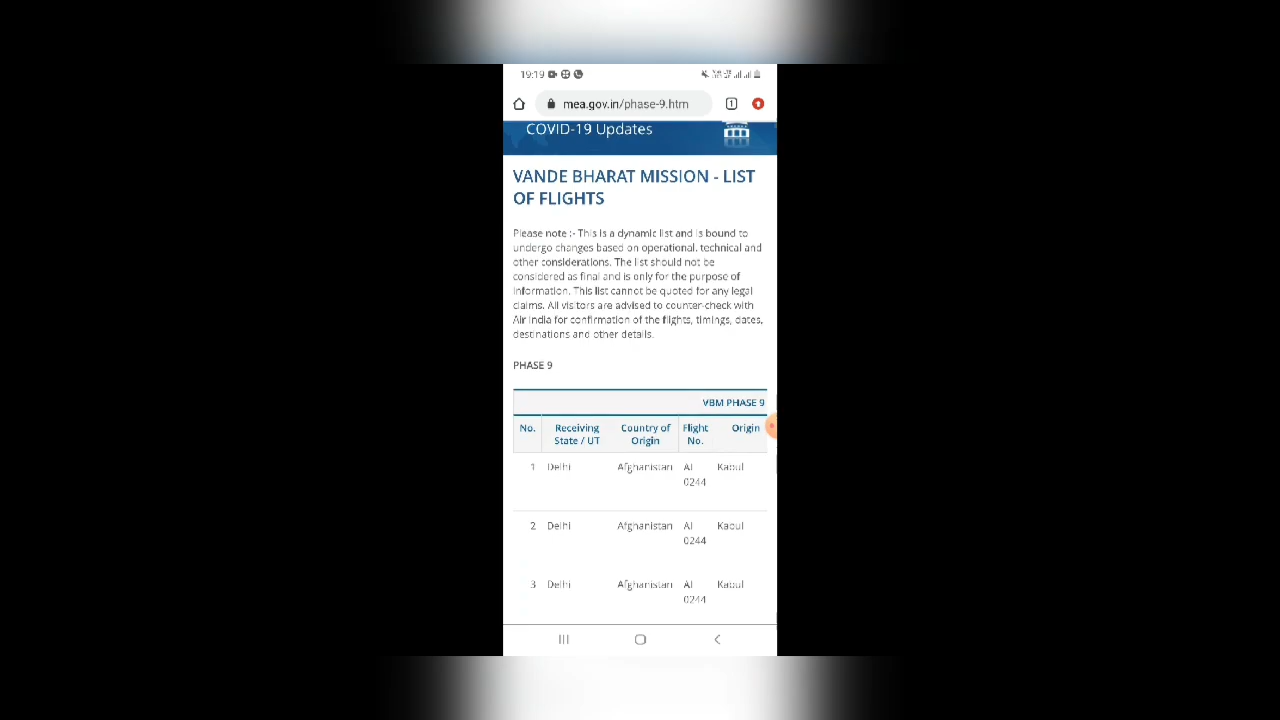 19:19
mea.gov.in/phase-9.htm
1
COVID-19 Updates
VANDE BHARAT MISSION - LIST
OF FLIGHTS
Please note :- This is a dynamic list and is bound to
undergo changes based on operational, technical and
other considerations. The list should not be
considered as final and is only for the purpose of
information. This list cannot be quoted for any legal
claims. All visitors are advised to counter-check with
Air India for confirmation of the flights, timings, dates,
destinations and other details.
PHASE 9
VBM PHASE 9
No. Receiving Country of Flight Origin
State / UT Origin No.
1 Delhi Afghanistan AI Kabul
0244
2 Delhi Afghanistan AI Kabul
0244
3 Delhi Afghanistan AI Kabul
0244